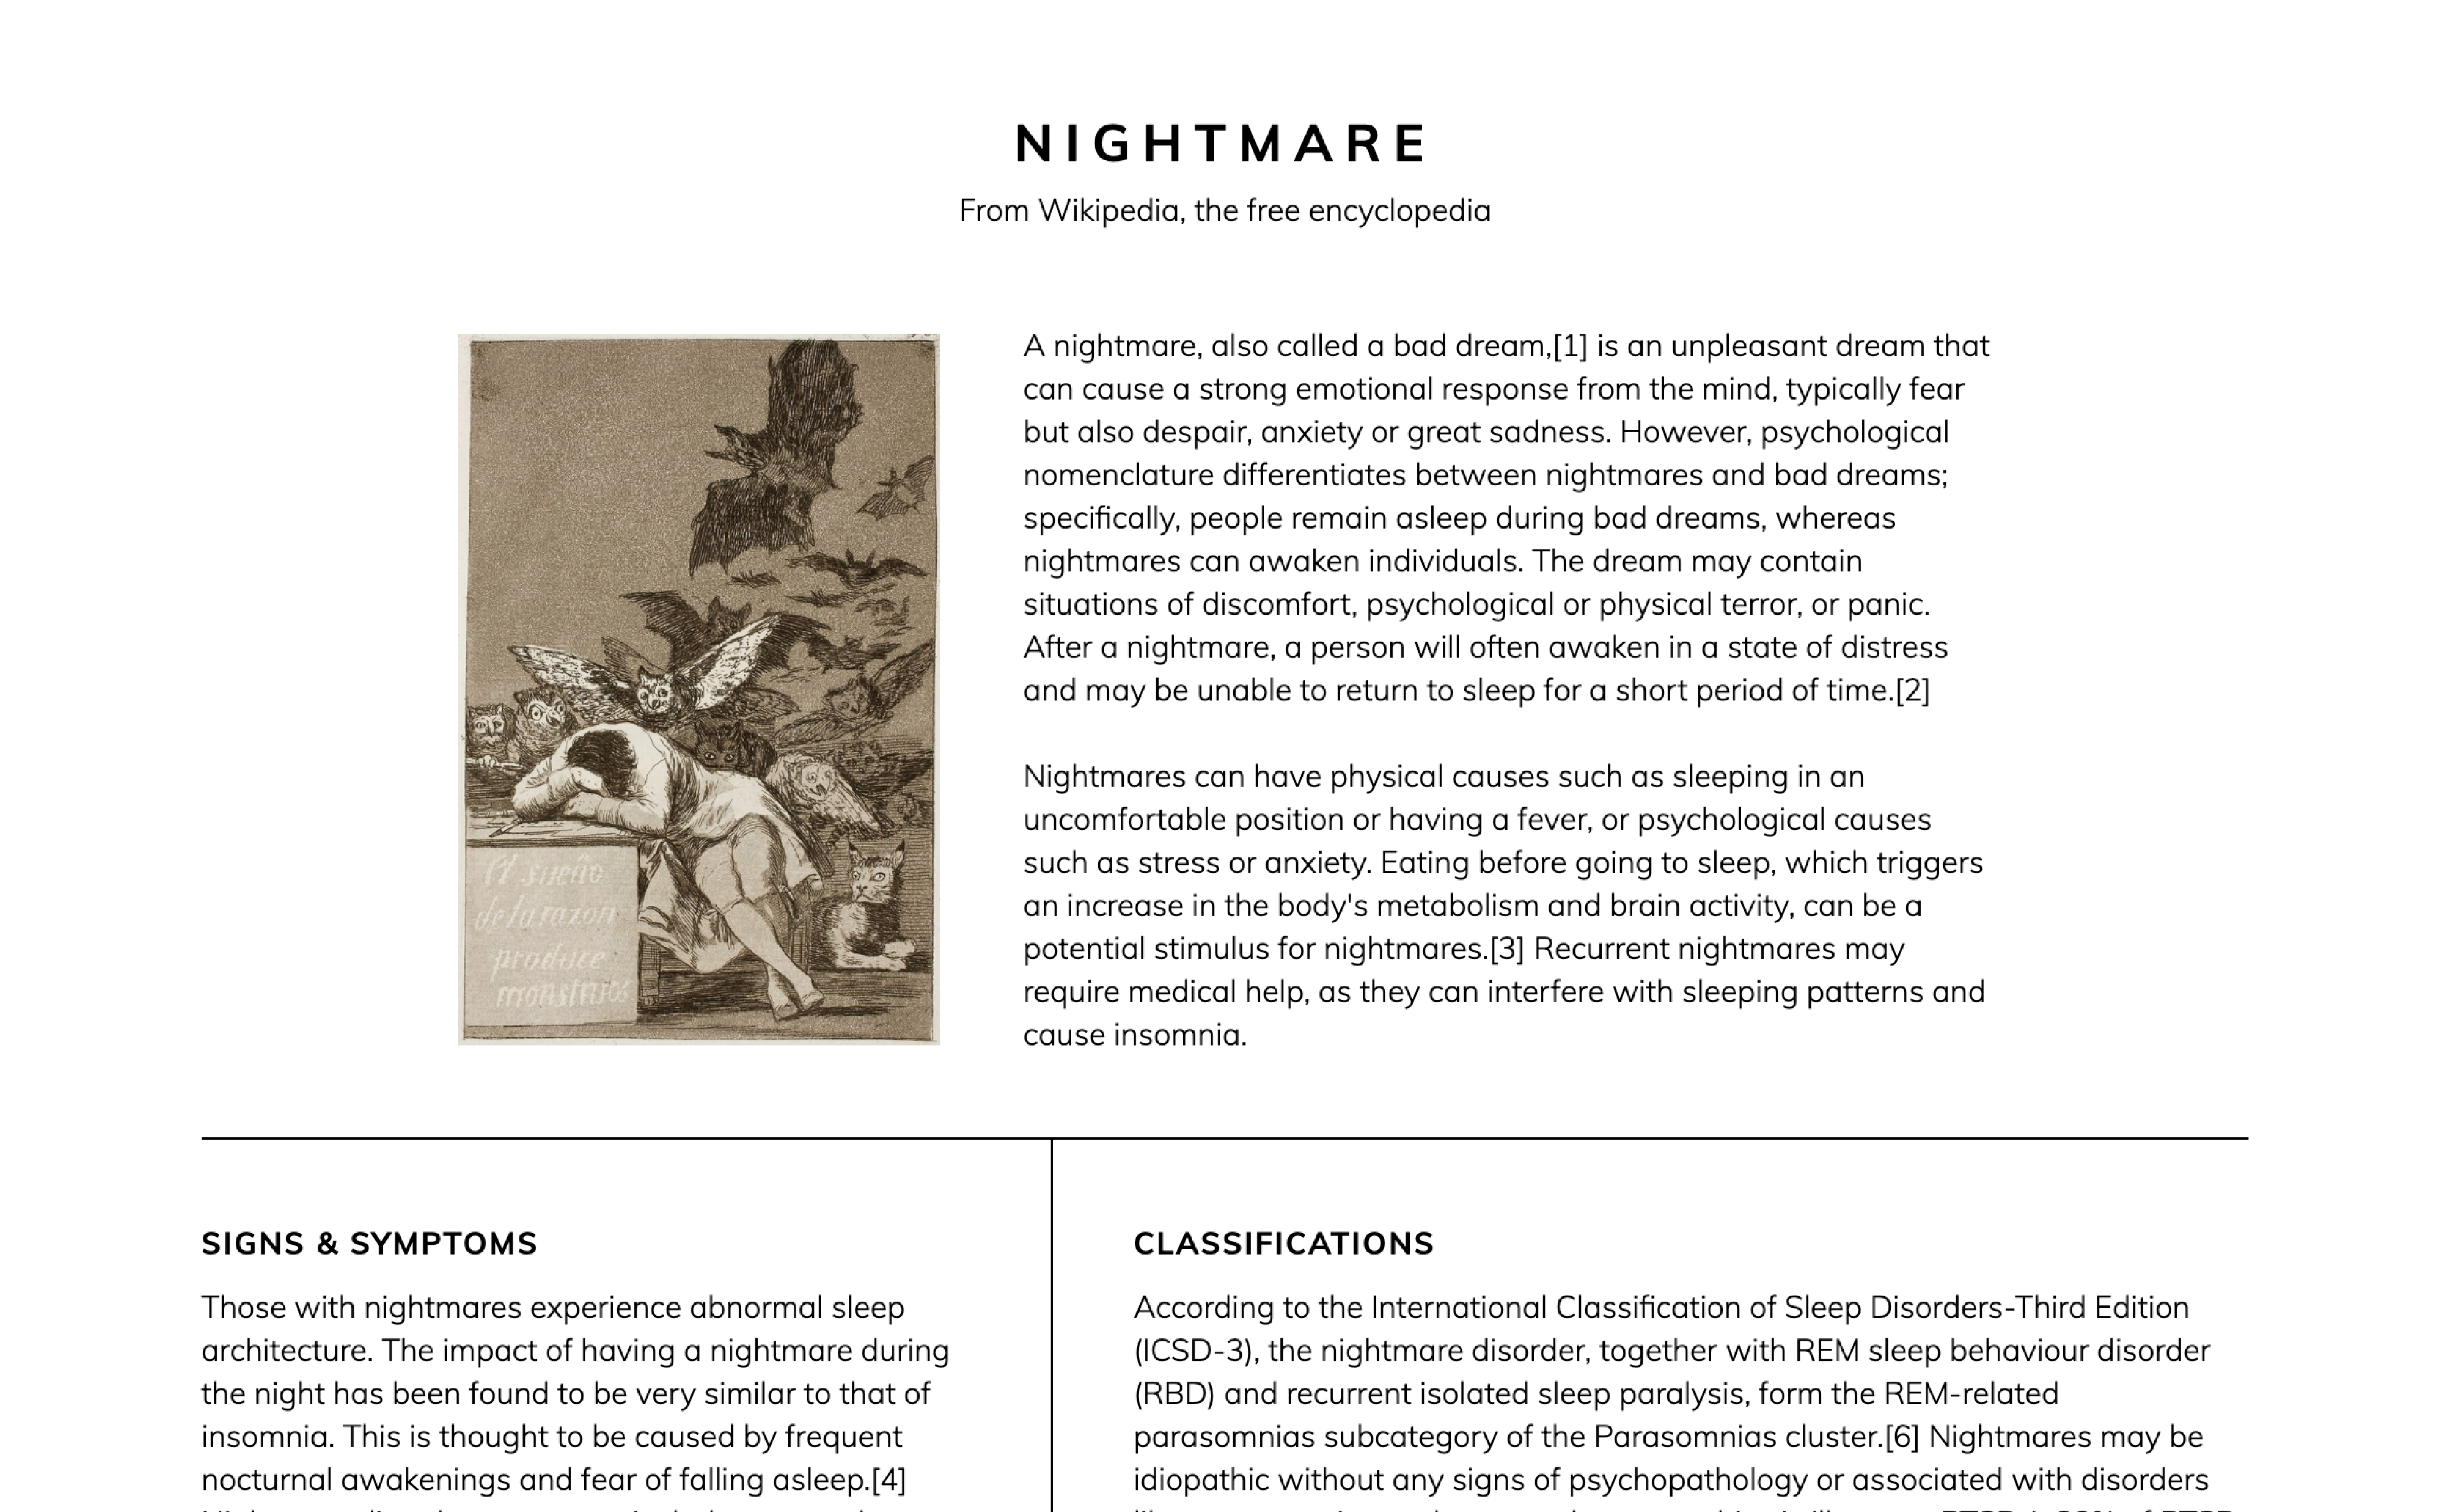 NIGHTMARE
From Wikipedia, the free encyclopedia
A nightmare, also called a bad dream,[1] is an unpleasant dream that
can cause a strong emotional response from the mind, typically fear
but also despair, anxiety or great sadness. However, psychological
nomenclature differentiates between nightmares and bad dreams;
specifically, people remain asleep during bad dreams, whereas
nightmares can awaken individuals. The dream may contain
situations of discomfort, psychological or physical terror, or panic.
After a nightmare, a person will often awaken in a state of distress
and may be unable to return to sleep for a short period of time.[2]
Nightmares can have physical causes such as sleeping in an
uncomfortable position or having a fever, or psychological causes
such as stress or anxiety. Eating before going to sleep, which triggers
an increase in the body's metabolism and brain activity, can be a
potential stimulus for nightmares.[3] Recurrent nightmares may
require medical help, as they can interfere with sleeping patterns and
cause insomnia.
El sueño
de la razon
produce
monstruos
SIGNS & SYMPTOMS
Those with nightmares experience abnormal sleep
architecture. The impact of having a nightmare during
the night has been found to be very similar to that of
insomnia. This is thought to be caused by frequent
nocturnal awakenings and fear of falling asleep.[4]
CLASSIFICATIONS
According to the International Classification of Sleep Disorders-Third Edition
(ICSD-3), the nightmare disorder, together with REM sleep behaviour disorder
(RBD) and recurrent isolated sleep paralysis, form the REM-related
parasomnias subcategory of the Parasomnias cluster.[6] Nightmares may be
idiopathic without any signs of psychopathology or associated with disorders